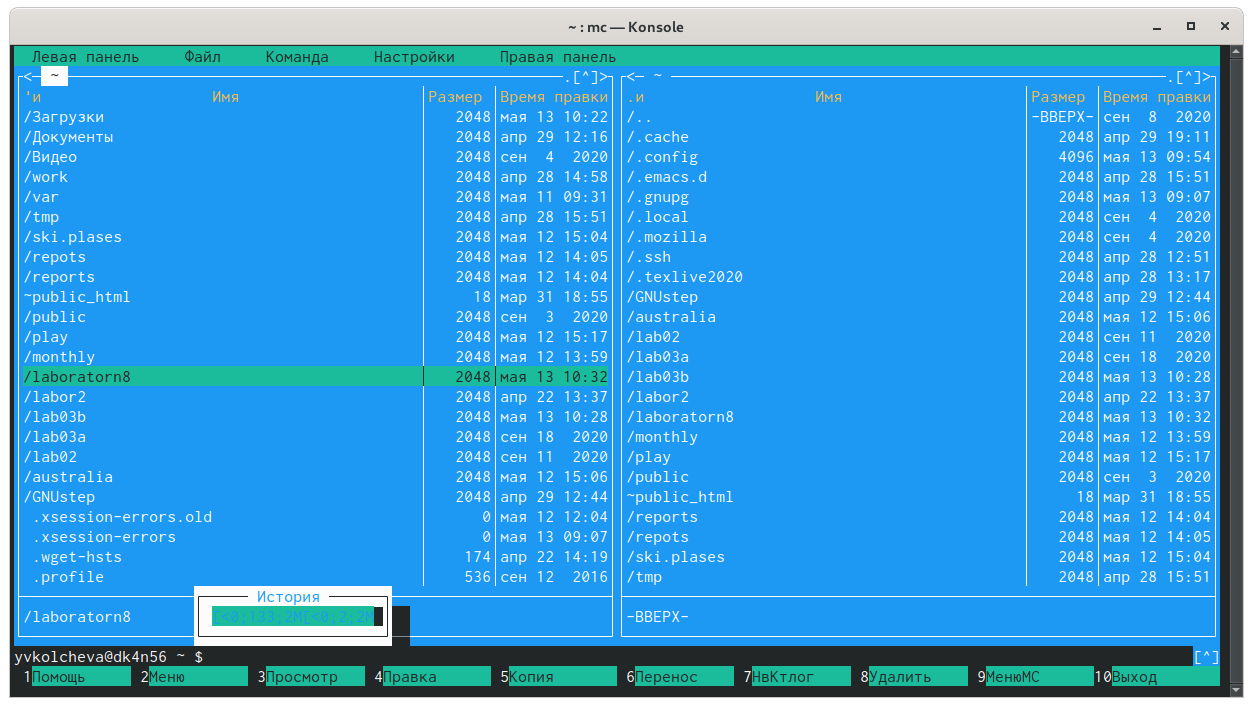 ~ : mc — Konsole
Левая панель Файл Команда Настройки Правая панель
<— ~ .[^]>
'и Имя Размер Время правки
/Загрузки 2048 мая 13 10:22
/Документы 2048 апр 29 12:16
/Видео 2048 сен 4 2020
/work 2048 апр 28 14:58
/var 2048 мая 11 09:31
/tmp 2048 апр 28 15:51
/ski.plases 2048 мая 12 15:04
/repots 2048 мая 12 14:05
/reports 2048 мая 12 14:04
~public_html 18 мар 31 18:55
/public 2048 сен 3 2020
/play 2048 мая 12 15:17
/monthly 2048 мая 12 13:59
/laboratorn8 2048 мая 13 10:32
/labor2 2048 апр 22 13:37
/lab03b 2048 мая 13 10:28
/lab03a 2048 сен 18 2020
/lab02 2048 сен 11 2020
/australia 2048 мая 12 15:06
/GNUstep 2048 апр 29 12:44
.xsession-errors.old 0 мая 12 12:04
.xsession-errors 0 мая 13 09:07
.wget-hsts 174 апр 22 14:19
.profile 536 сен 12 2016
/laboratorn8
<— ~ .[^]>
.и Имя Размер Время правки
/.. -ВВЕРХ- сен 8 2020
/.cache 2048 апр 29 19:11
/.config 4096 мая 13 09:54
/.emacs.d 2048 апр 28 15:51
/.gnupg 2048 мая 13 09:07
/.local 2048 сен 4 2020
/.mozilla 2048 сен 4 2020
/.ssh 2048 апр 28 12:51
/.texlive2020 2048 апр 28 13:17
/GNUstep 2048 апр 29 12:44
/australia 2048 мая 12 15:06
/lab02 2048 сен 11 2020
/lab03a 2048 сен 18 2020
/lab03b 2048 мая 13 10:28
/labor2 2048 апр 22 13:37
/laboratorn8 2048 мая 13 10:32
/monthly 2048 мая 12 13:59
/play 2048 мая 12 15:17
/public 2048 сен 3 2020
~public_html 18 мар 31 18:55
/reports 2048 мая 12 14:04
/repots 2048 мая 12 14:05
/ski.plases 2048 мая 12 15:04
/tmp 2048 апр 28 15:51
-ВВЕРХ-
История
yvkolcheva@dk4n56 ~ $ [^]
1Помощь 2Меню 3Просмотр 4Правка 5Копия 6Перенос 7НвКтлог 8Удалить 9МенюМС 10Выход